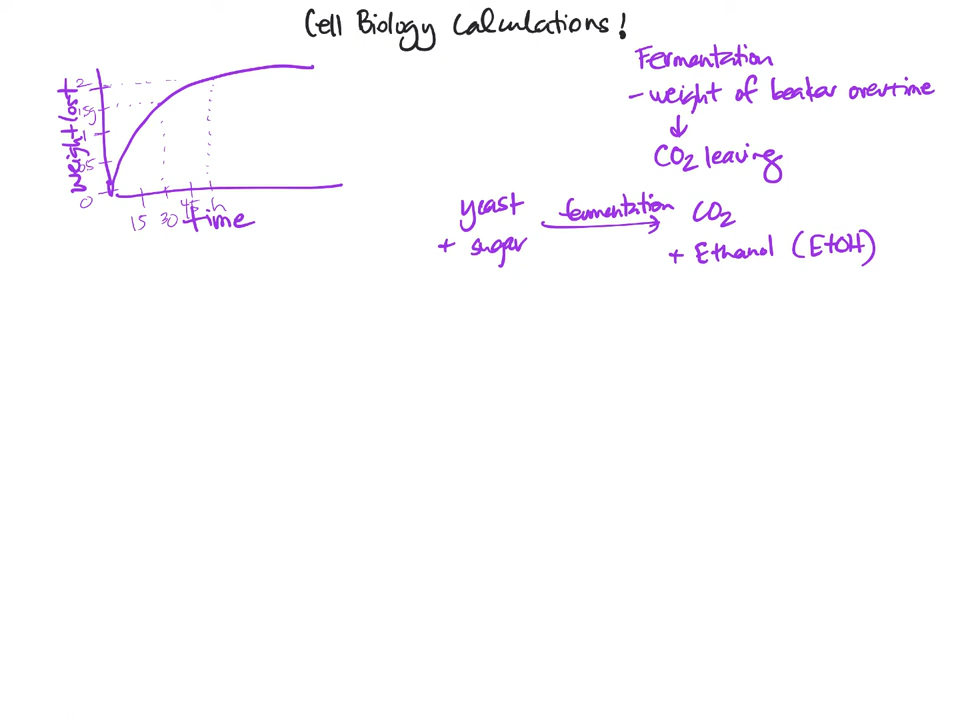 Cell Biology Calculations!
Fermentation
- weight of beaker overtime
↓
CO2 leaving
yeast
+ sugar
fermentation
CO2
+ Ethanol (EtOH)
Weight lost
2
1.5g
1
0.5
0
15 30 45 1h
Time